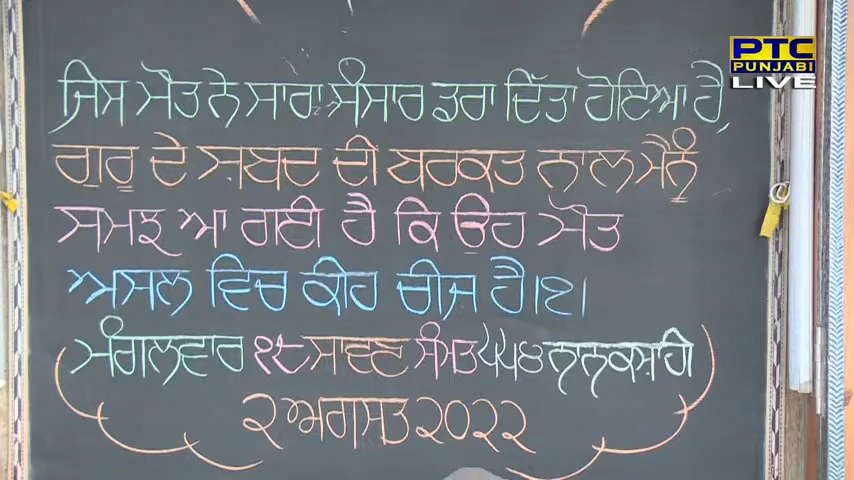 PTC
PUNJABI
LIVE
ਜਿਸ ਮੌਤ ਨੇ ਸਾਰਾ ਸੰਸਾਰ ਡਰਾ ਦਿੱਤਾ ਹੋਇਆ ਹੈ,
ਗੁਰੂ ਦੇ ਸ਼ਬਦ ਦੀ ਬਰਕਤ ਨਾਲ ਮੈਨੂੰ
ਸਮਝ ਆ ਗਈ ਹੈ ਕਿ ਉਹ ਮੌਤ
ਅਸਲ ਵਿਚ ਕੀਹ ਚੀਜ਼ ਹੈ।੨।
ਮੰਗਲਵਾਰ ੧੮ ਸਾਵਣ ਸੰਮਤ ੫੫੪ ਨਾਨਕਸ਼ਾਹੀ
੨ ਅਗਸਤ ੨੦੨੨